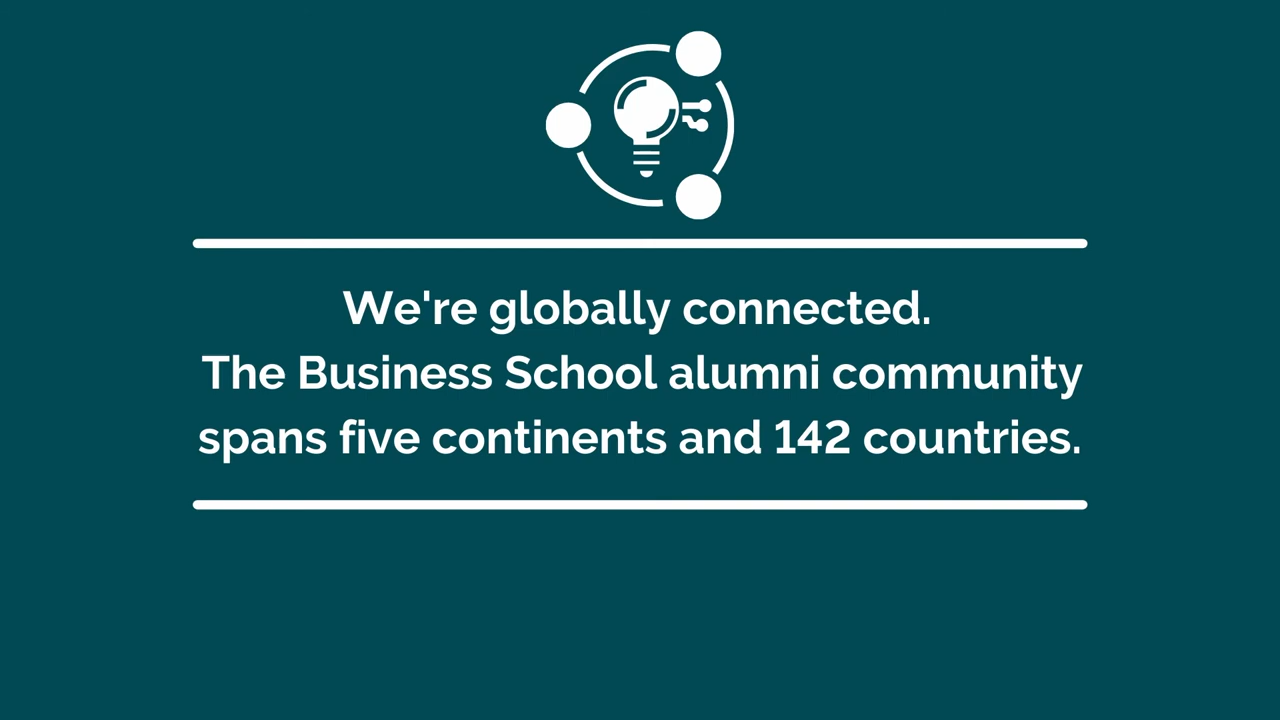 We're globally connected.
The Business School alumni community
spans five continents and 142 countries.